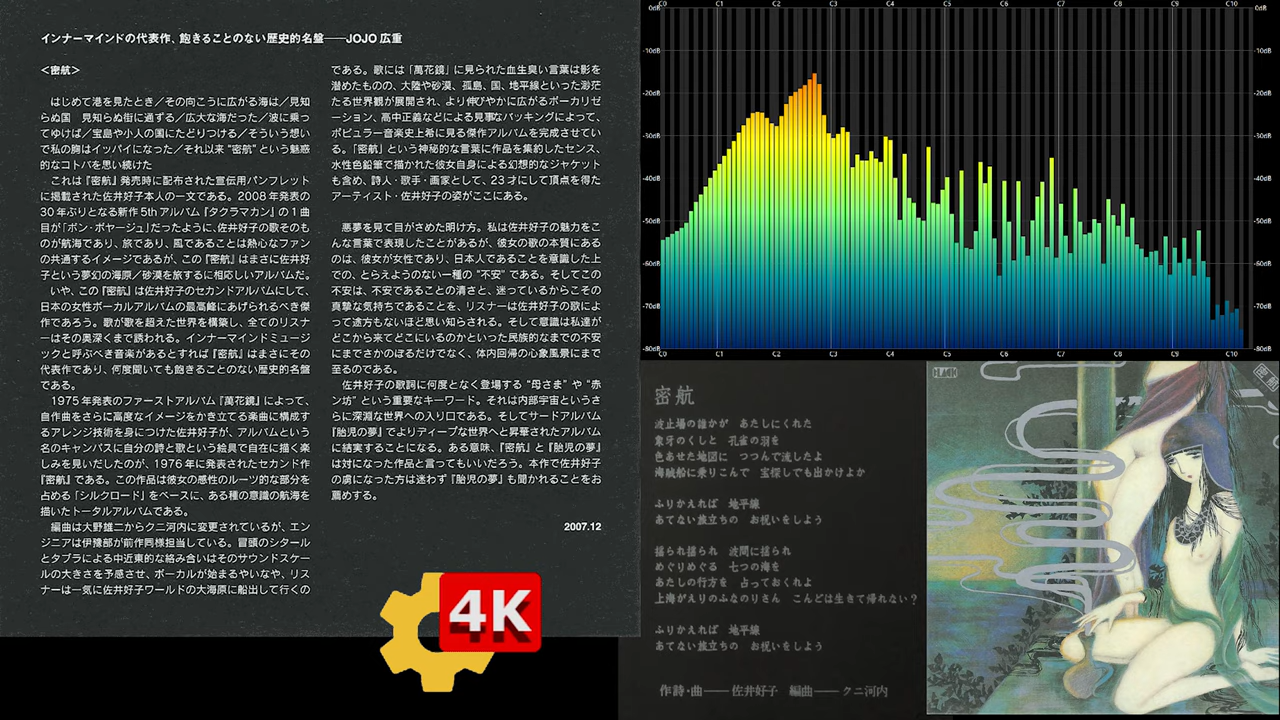 インナーマインドの代表作、飽きることのない歴史的名盤──JOJO広重
＜密航＞
はじめて港を見たとき／その向こうに広がる海は／見知
らぬ国　見知らぬ街に通ずる／広大な海だった／波に乗っ
てゆけば／宝島や小人の国にたどりつける／そういう想い
で私の胸はイッパイになった／それ以来“密航”という魅惑
的なコトバを思い続けた
これは『密航』発売時に配布された宣伝用パンフレット
に掲載された佐井好子本人の一文である。2008年発表の
30年ぶりとなる新作5thアルバム『タクラマカン』の1曲
目が「ボン・ボヤージュ」だったように、佐井好子の歌そのも
のが航海であり、旅であり、風であることは熱心なファン
の共通するイメージであるが、この『密航』はまさに佐井好
子という夢幻の海原／砂漠を旅するに相応しいアルバムだ。
いや、この『密航』は佐井好子のセカンドアルバムにして、
日本の女性ボーカルアルバムの最高峰にあげられるべき傑
作であろう。歌が歌を超えた世界を構築し、全てのリスナ
ーはその奥深くまで誘われる。インナーマインドミュージ
ックと呼ぶべき音楽があるとすれば『密航』はまさにその
代表作であり、何度聞いても飽きることのない歴史的名盤
である。
1975年発表のファーストアルバム『萬花鏡』によって、
自作曲をさらに高度なイメージをかき立てる楽曲に構成す
るアレンジ技術を身につけた佐井好子が、アルバムという
名のキャンバスに自分の詩と歌という絵具で自在に描く楽
しみを見いだしたのが、1976年に発表されたセカンド作
『密航』である。この作品は彼女の感性のルーツ的な部分を
占める「シルクロード」をベースに、ある種の意識の航海を
描いたトータルアルバムである。
編曲は大野雄二からクニ河内に変更されているが、エン
ジニアは伊豫部が前作同様担当している。冒頭のシタール
とタブラによる中近東的な絡み合いはそのサウンドスケー
ルの大きさを予感させ、ボーカルが始まるやいなや、リス
ナーは一気に佐井好子ワールドの大海原に船出して行くの
である。歌には「萬花鏡」に見られた血生臭い言葉は影を
潜めたものの、大陸や砂漠、孤島、国、地平線といった渺茫
たる世界観が展開され、より伸びやかに広がるボーカリゼ
ーション、高中正義などによる見事なバッキングによって、
ポピュラー音楽史上希に見る傑作アルバムを完成させてい
る。「密航」という神秘的な言葉に作品を集約したセンス、
水性色鉛筆で描かれた彼女自身による幻想的なジャケット
も含め、詩人・歌手・画家として、23才にして頂点を得た
アーティスト・佐井好子の姿がここにある。
悪夢を見て目がさめた明け方。私は佐井好子の魅力をこ
んな言葉で表現したことがあるが、彼女の歌の本質にある
のは、彼女が女性であり、日本人であることを意識した上
での、とらえようのない一種の“不安”である。そしてこの
不安は、不安であることの清さと、迷っているからこその
真摯な気持ちであることを、リスナーは佐井好子の歌によ
って途方もないほど思い知らされる。そして意識は私達が
どこから来てどこにいるのかといった民族的なまでの不安
にまでさかのぼるだけでなく、体内回帰の心象風景にまで
至るのである。
佐井好子の歌詞に何度となく登場する“母さま”や“赤
ン坊”という重要なキーワード。それは内部宇宙というさ
らに深淵な世界への入り口である。そしてサードアルバム
『胎児の夢』でよりディープな世界へと昇華されたアルバム
に結実することになる。ある意味、『密航』と『胎児の夢』
は対になった作品と言ってもいいだろう。本作で佐井好子
の虜になった方は迷わず『胎児の夢』も聞かれることをお
薦めする。
2007.12
4K
C0 C1 C2 C3 C4 C5 C6 C7 C8 C9 C10
0dB 0dB
-10dB -10dB
-20dB -20dB
-30dB -30dB
-40dB -40dB
-50dB -50dB
-60dB -60dB
-70dB -70dB
-80dB -80dB
C0 C1 C2 C3 C4 C5 C6 C7 C8 C9 C10
密航
波止場の誰かが　あたしにくれた
象牙のくしと　孔雀の羽を
色あせた地図に　つつんで流したよ
海賊船に乗りこんで　宝探しでも出かけよか
ふりかえれば　地平線
あてない旅立ちの　お祝いをしよう
揺られ揺られ　波間に揺られ
めぐりめぐる　七つの海を
あたしの行方を　占っておくれよ
上海がえりのふなのりさん　こんどは生きて帰れない？
ふりかえれば　地平線
あてない旅立ちの　お祝いをしよう
作詩・曲──佐井好子　編曲──クニ河内
BLACK
密航